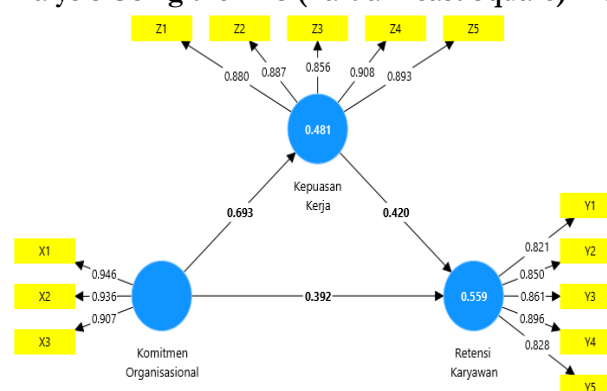 Z1 Z2 Z3 Z4 Z5
0.880 0.887 0.856 0.908 0.893
0.481
Kepuasan
Kerja
0.693 0.420
X1
X2
X3
0.946
0.936
0.907
Komitmen
Organisasional
0.392
0.559
Retensi
Karyawan
0.821
0.850
0.861
0.896
0.828
Y1
Y2
Y3
Y4
Y5